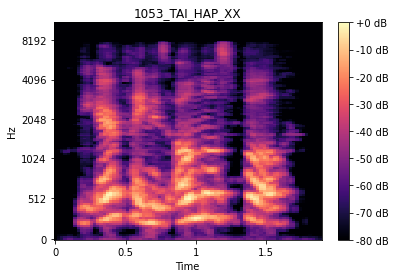 1053_TAI_HAP_XX
8192
4096
2048
1024
512
0
Hz
0
0.5
1
1.5
Time
+0 dB
-10 dB
-20 dB
-30 dB
-40 dB
-50 dB
-60 dB
-70 dB
-80 dB